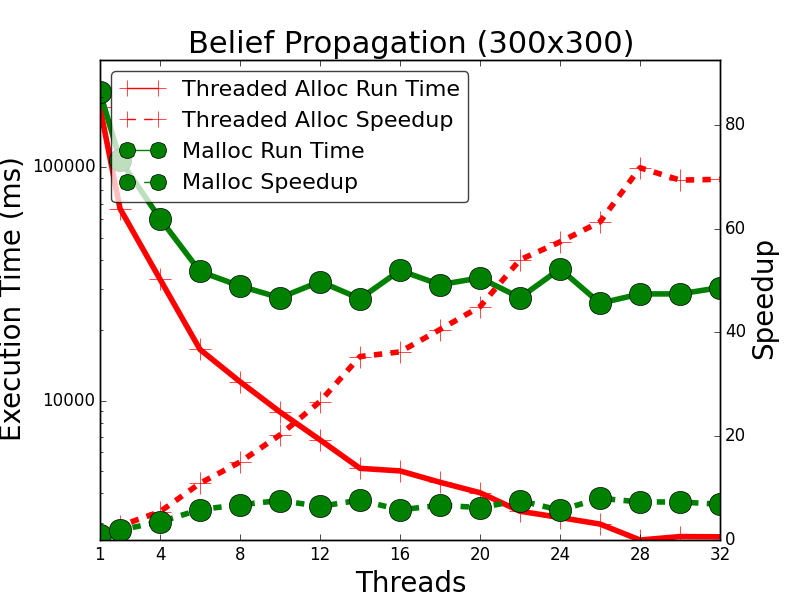 Belief Propagation (300x300)
Threaded Alloc Run Time
Threaded Alloc Speedup
Malloc Run Time
Malloc Speedup
Execution Time (ms)
100000
10000
Speedup
80
60
40
20
0
1 4 8 12 16 20 24 28 32
Threads